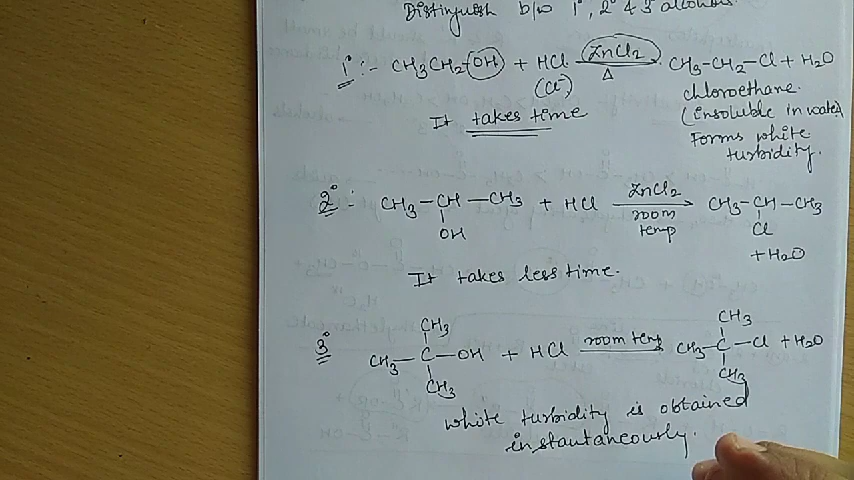 Distinguish b/w 1°, 2° & 3° alcohols.
1° :- CH3CH2-OH + HCl ZnCl2 Δ CH3-CH2-Cl + H2O
(Cl-) chloroethane.
It takes time (insoluble in water)
Forms white
turbidity.
2° : CH3-CH-CH3 + HCl ZnCl2 room temp CH3-CH-CH3
OH Cl
+ H2O
It takes less time.
CH3 CH3
3° CH3-C-OH + HCl room temp CH3-C-Cl + H2O
CH3 CH3
white turbidity is obtained
instantaneously.